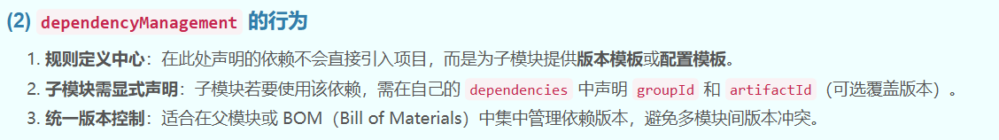 (2) dependencyManagement 的行为
1. 规则定义中心：在此处声明的依赖不会直接引入项目，而是为子模块提供版本模板或配置模板。
2. 子模块需显式声明：子模块若要使用该依赖，需在自己的 dependencies 中声明 groupId 和 artifactId（可选覆盖版本）。
3. 统一版本控制：适合在父模块或 BOM（Bill of Materials）中集中管理依赖版本，避免多模块间版本冲突。